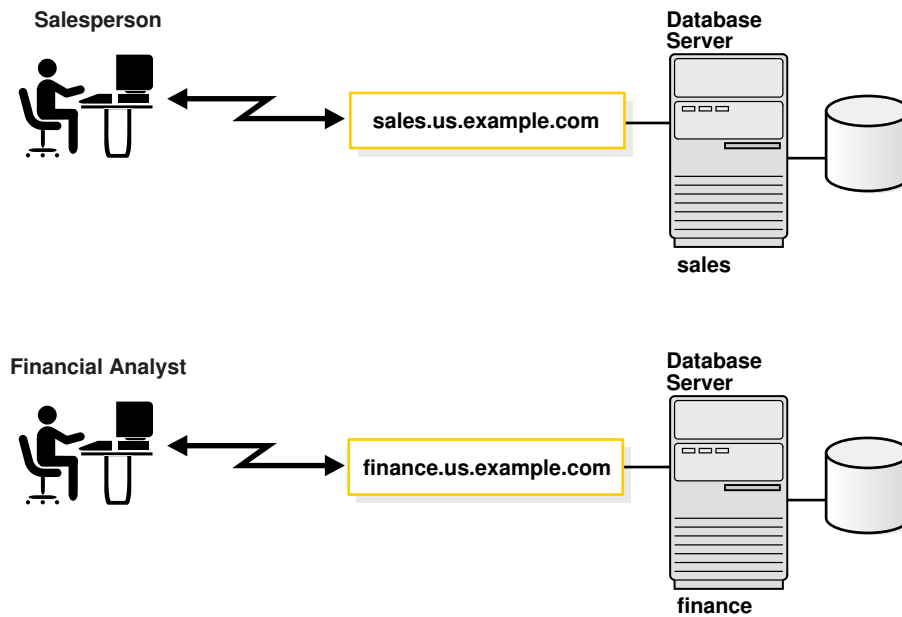 Salesperson
Database
Server
sales.us.example.com
sales
Financial Analyst
Database
Server
finance.us.example.com
finance